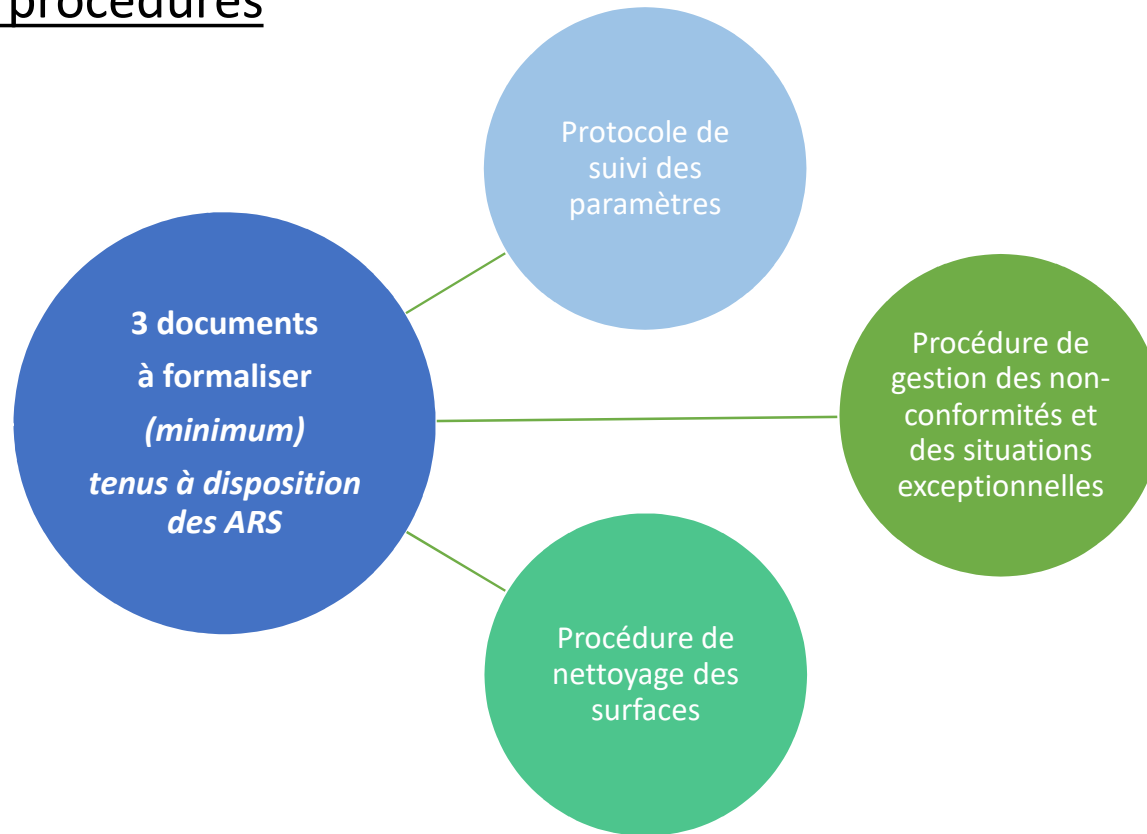 procédures
Protocole de
suivi des
paramètres
3 documents
à formaliser
(minimum)
tenus à disposition
des ARS
Procédure de
gestion des non-
conformités et
des situations
exceptionnelles
Procédure de
nettoyage des
surfaces